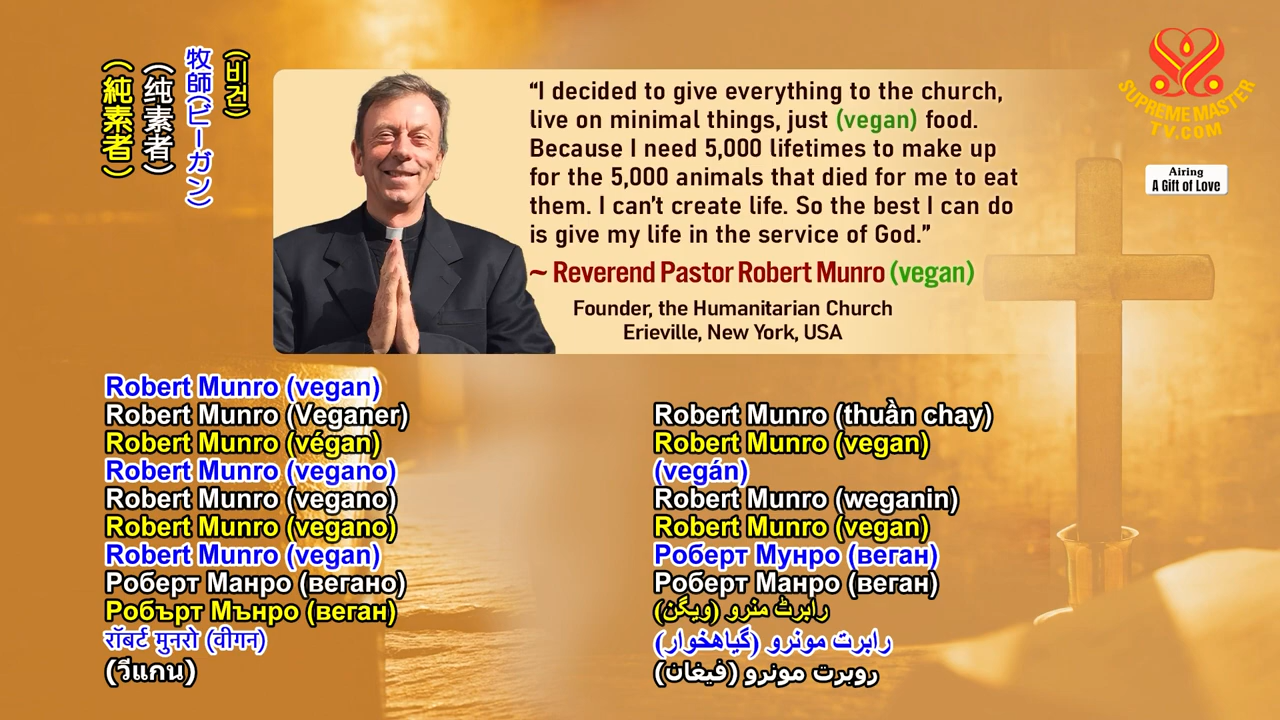 (비건)
牧師(ビーガン)
(纯素者)
(純素者)
“I decided to give everything to the church,
live on minimal things, just (vegan) food.
Because I need 5,000 lifetimes to make up
for the 5,000 animals that died for me to eat
them. I can’t create life. So the best I can do
is give my life in the service of God.”
~ Reverend Pastor Robert Munro (vegan)
Founder, the Humanitarian Church
Erieville, New York, USA
SUPREME MASTER
TV.COM
Airing
A Gift of Love
Robert Munro (vegan)
Robert Munro (Veganer)
Robert Munro (végan)
Robert Munro (vegano)
Robert Munro (vegano)
Robert Munro (vegano)
Robert Munro (vegan)
Роберт Манро (вегано)
Робърт Мънро (веган)
रॉबर्ट मुनरो (वीगन)
(วีแกน)
Robert Munro (thuần chay)
Robert Munro (vegan)
(vegán)
Robert Munro (weganin)
Robert Munro (vegan)
Роберт Мунро (веган)
Роберт Манро (веган)
رابرٹ منرو (ویگن)
رابرت مونرو (گیاهخوار)
روبرت مونرو (فيغان)